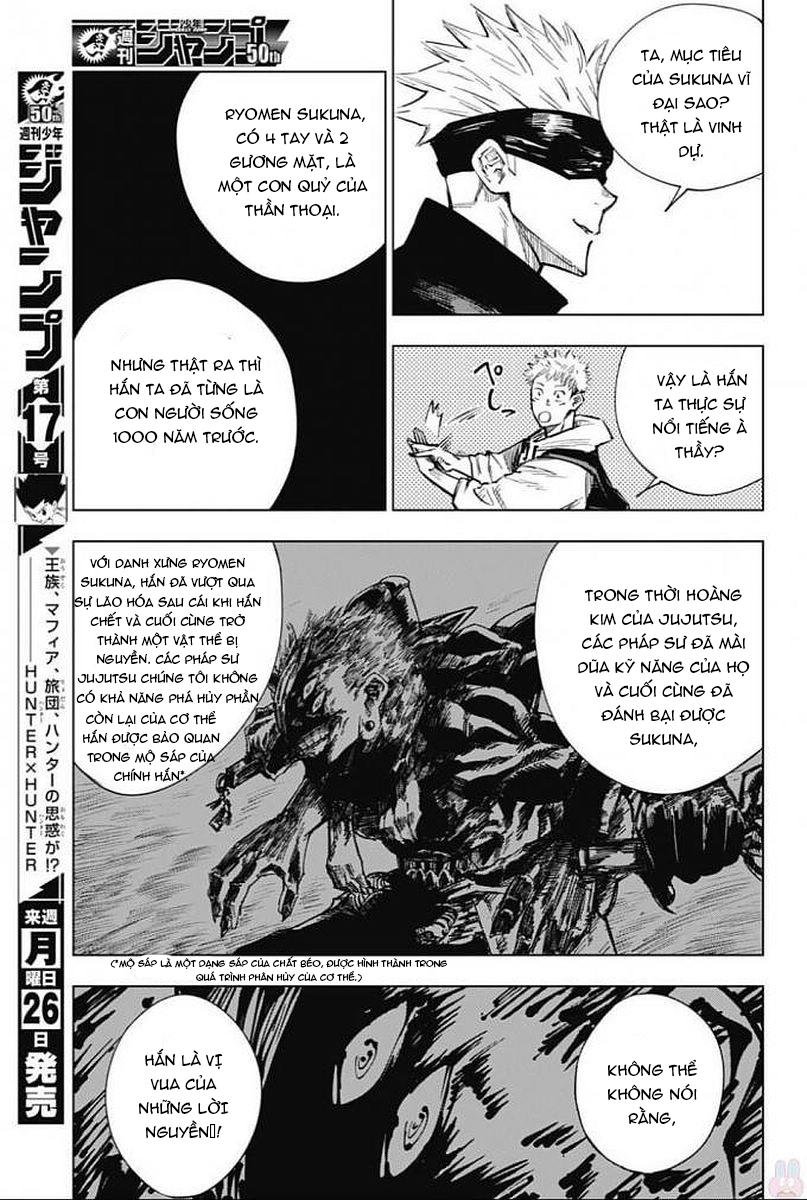 週刊
少年
ジャンプ
50th
TA, MỤC TIÊU
CỦA SUKUNA VĨ
ĐẠI SAO?
THẬT LÀ VINH
DỰ.
RYOMEN SUKUNA,
CÓ 4 TAY VÀ 2
GƯƠNG MẶT, LÀ
MỘT CON QUỶ CỦA
THẦN THOẠI.
NHƯNG THẬT RA THÌ
HẮN TA ĐÃ TỪNG LÀ
CON NGƯỜI SỐNG
1000 NĂM TRƯỚC.
VẬY LÀ HẮN
TA THỰC SỰ
NỔI TIẾNG À
THẦY?
ぺし
TRONG THỜI HOÀNG
KIM CỦA JUJUTSU,
CÁC PHÁP SƯ ĐÃ MÀI
DŨA KỸ NĂNG CỦA HỌ
VÀ CUỐI CÙNG ĐÃ
ĐÁNH BẠI ĐƯỢC
SUKUNA,
VỚI DANH XƯNG RYOMEN
SUKUNA, HẮN ĐÃ VƯỢT QUA
SỰ LÃO HÓA SAU CÁI KHI HẮN
CHẾT VÀ CUỐI CÙNG TRỞ
THÀNH MỘT VẬT THỂ BỊ
NGUYỀN. CÁC PHÁP SƯ
JUJUTSU CHÚNG TÔI KHÔNG
CÓ KHẢ NĂNG PHÁ HỦY PHẦN
CÒN LẠI CỦA CƠ THỂ
HẮN ĐƯỢC BẢO QUAN
TRONG MỘ SÁP CỦA
CHÍNH HẮN*.
(*MỘ SÁP LÀ MỘT DẠNG SÁP CỦA CHẤT BÉO, ĐƯỢC HÌNH THÀNH TRONG
QUÁ TRÌNH PHÂN HỦY CỦA CƠ THỂ.)
KHÔNG THỂ
KHÔNG NÓI
RẰNG,
HẮN LÀ VỊ
VUA CỦA
NHỮNG LỜI
NGUYỀN▯!
50th
週刊少年
ジャンプ
第17号
▼王族、マフィア、旅団、ハンターの思惑が!?
HUNTER×HUNTER
来週
月
曜日
26
日
発売